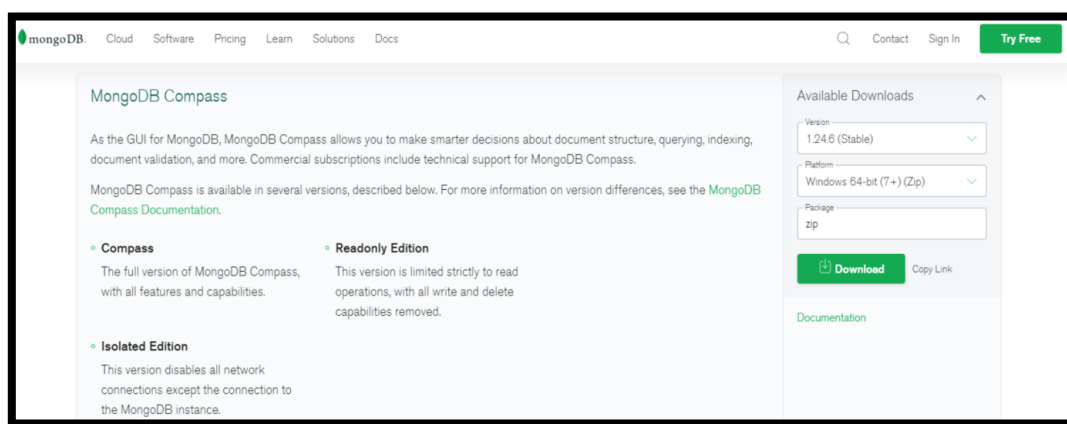 mongoDB. Cloud Software Pricing Learn Solutions Docs Contact Sign In Try Free
MongoDB Compass
As the GUI for MongoDB, MongoDB Compass allows you to make smarter decisions about document structure, querying, indexing,
document validation, and more. Commercial subscriptions include technical support for MongoDB Compass.
MongoDB Compass is available in several versions, described below. For more information on version differences, see the MongoDB
Compass Documentation.
Compass
The full version of MongoDB Compass,
with all features and capabilities.
Readonly Edition
This version is limited strictly to read
operations, with all write and delete
capabilities removed.
Isolated Edition
This version disables all network
connections except the connection to
the MongoDB instance.
Available Downloads
Version
1.24.6 (Stable)
Platform
Windows 64-bit (7+) (Zip)
Package
zip
Download Copy Link
Documentation